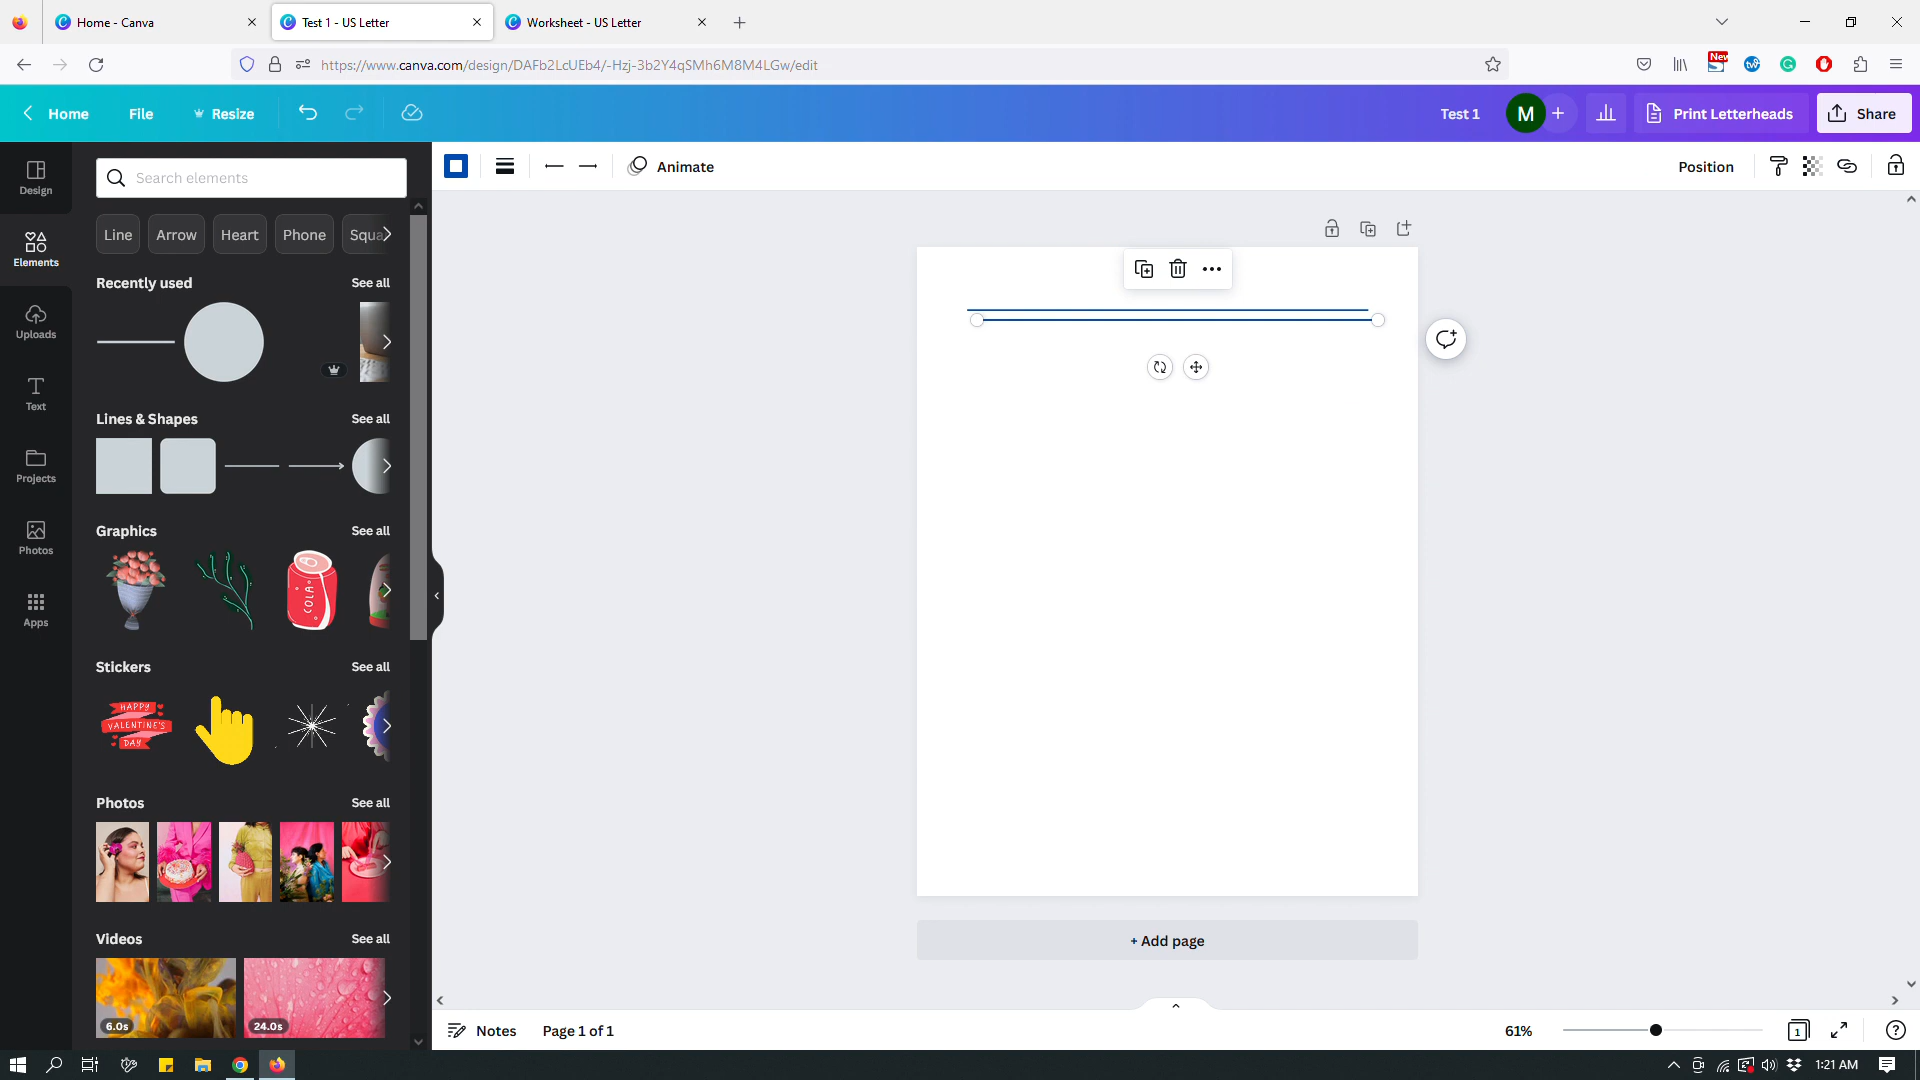 Home - Canva
Test 1 - US Letter
Worksheet - US Letter
https://www.canva.com/design/DAFb2LcUEb4/-Hzj-3b2Y4qSMh6M8M4LGw/edit
New
Home
File
Resize
Test 1
M
Print Letterheads
Share
Design
Elements
Uploads
Text
Projects
Photos
Apps
Search elements
Line
Arrow
Heart
Phone
Squa
Recently used
See all
Lines & Shapes
See all
Graphics
See all
COLA
Stickers
See all
HAPPY
VALENTINE'S
DAY
Photos
See all
Videos
See all
6.0s
24.0s
Animate
Position
+ Add page
Notes
Page 1 of 1
61%
1
1:21 AM